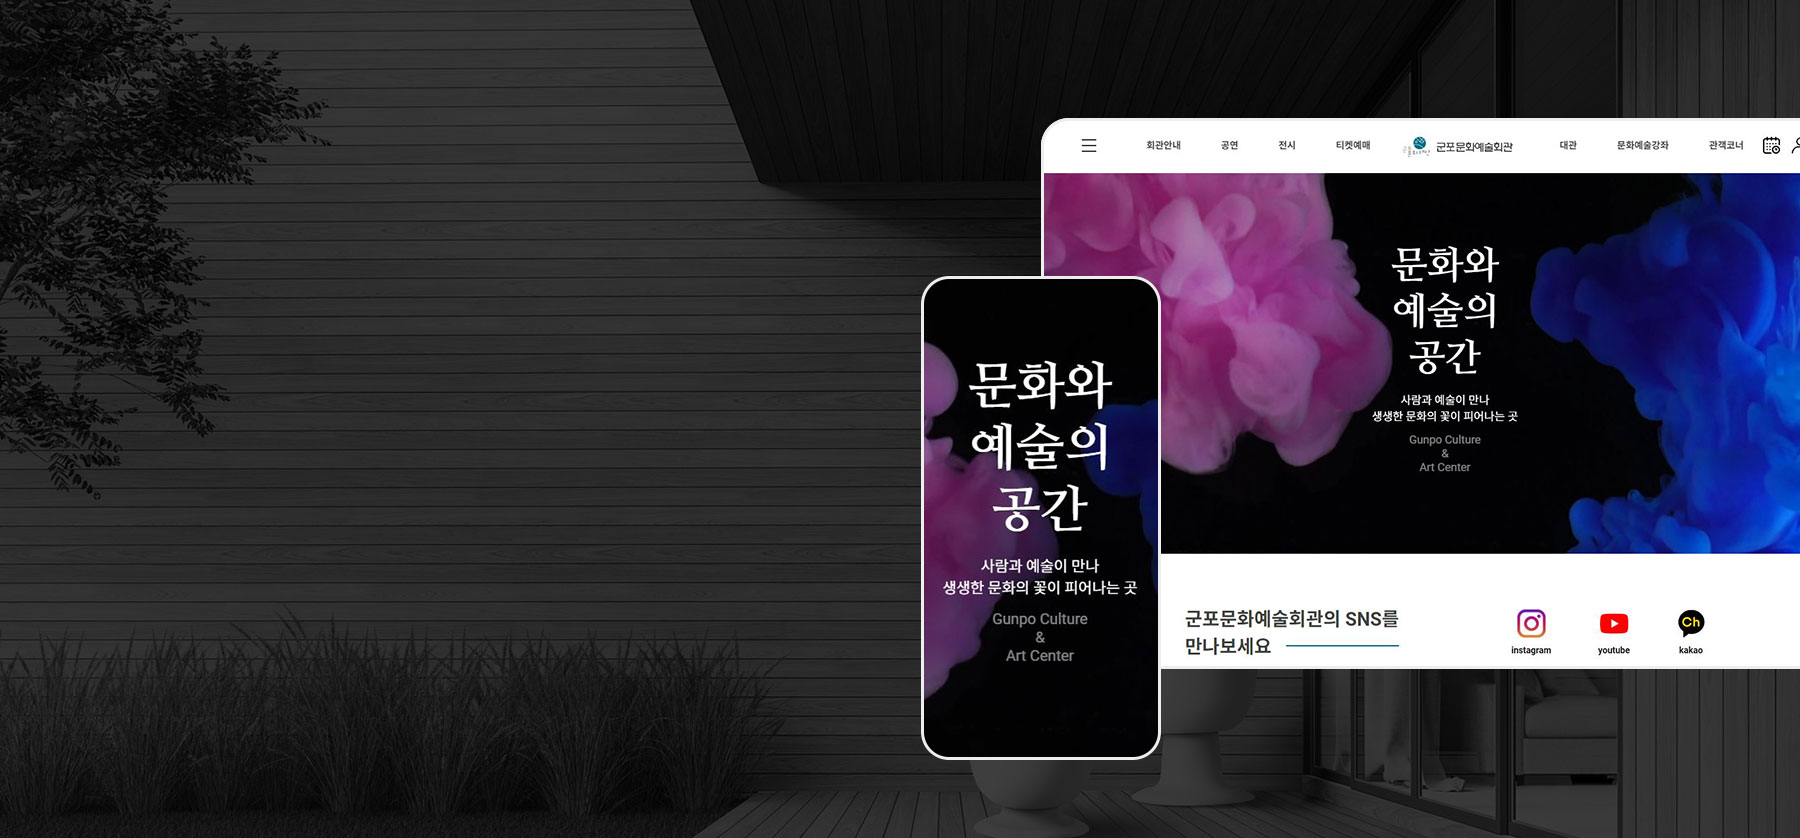 회관안내 공연 전시 티켓예매 군포문화예술회관 대관 문화예술강좌 관객코너
문화와
예술의
공간
사람과 예술이 만나
생생한 문화의 꽃이 피어나는 곳
Gunpo Culture
&
Art Center
군포문화예술회관의 SNS를
만나보세요
instagram
youtube
Ch
kakao
문화와
예술의
공간
사람과 예술이 만나
생생한 문화의 꽃이 피어나는 곳
Gunpo Culture
&
Art Center